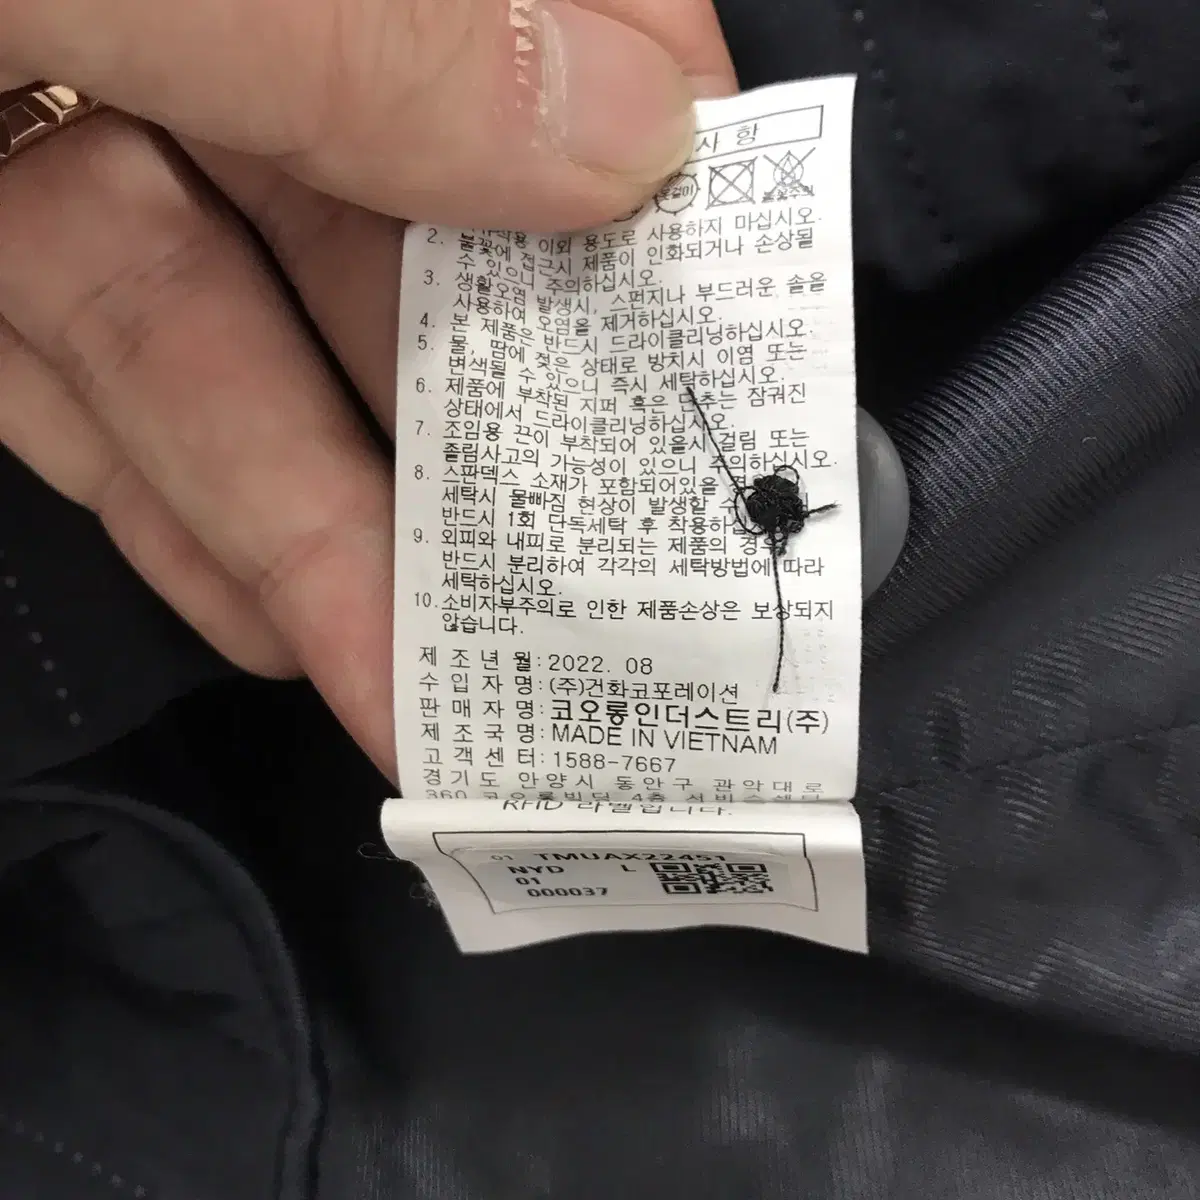 사 항
옷걸이
불꽃주의
이외 용도로 사용하지 마십시오.
2. 불꽃에 접근시 제품이 인화되거나 손상될
수 있으니 주의하십시오.
3. 생활오염 발생시, 스펀지나 부드러운 솔을
사용하여 오염을 제거하십시오.
4. 본 제품은 반드시 드라이클리닝하십시오.
5. 물, 땀에 젖은 상태로 방치시 이염 또는
변색될 수 있으니 즉시 세탁하십시오.
6. 제품에 부착된 지퍼 혹은 단추는 잠궈진
상태에서 드라이클리닝하십시오.
7. 조임용 끈이 부착되어 있을시 걸림 또는
졸림사고의 가능성이 있으니 주의하십시오.
8. 스판덱스 소재가 포함되어있을
세탁시 물빠짐 현상이 발생할 수
반드시 1회 단독세탁 후 착용하십
9. 외피와 내피로 분리되는 제품의 경우,
반드시 분리하여 각각의 세탁방법에 따라
세탁하십시오.
10. 소비자부주의로 인한 제품손상은 보상되지
않습니다.
제 조 년 월: 2022. 08
수 입 자 명: (주)건화코포레이션
판 매 자 명: 코오롱인더스트리(주)
제 조 국 명: MADE IN VIETNAM
고 객 센 터: 1588-7667
경기도 안양시 동안구 관악대로
360 코오롱빌딩 4층
RFID 라벨입니다.
01 TMUAX22451
NYD L
01
000037